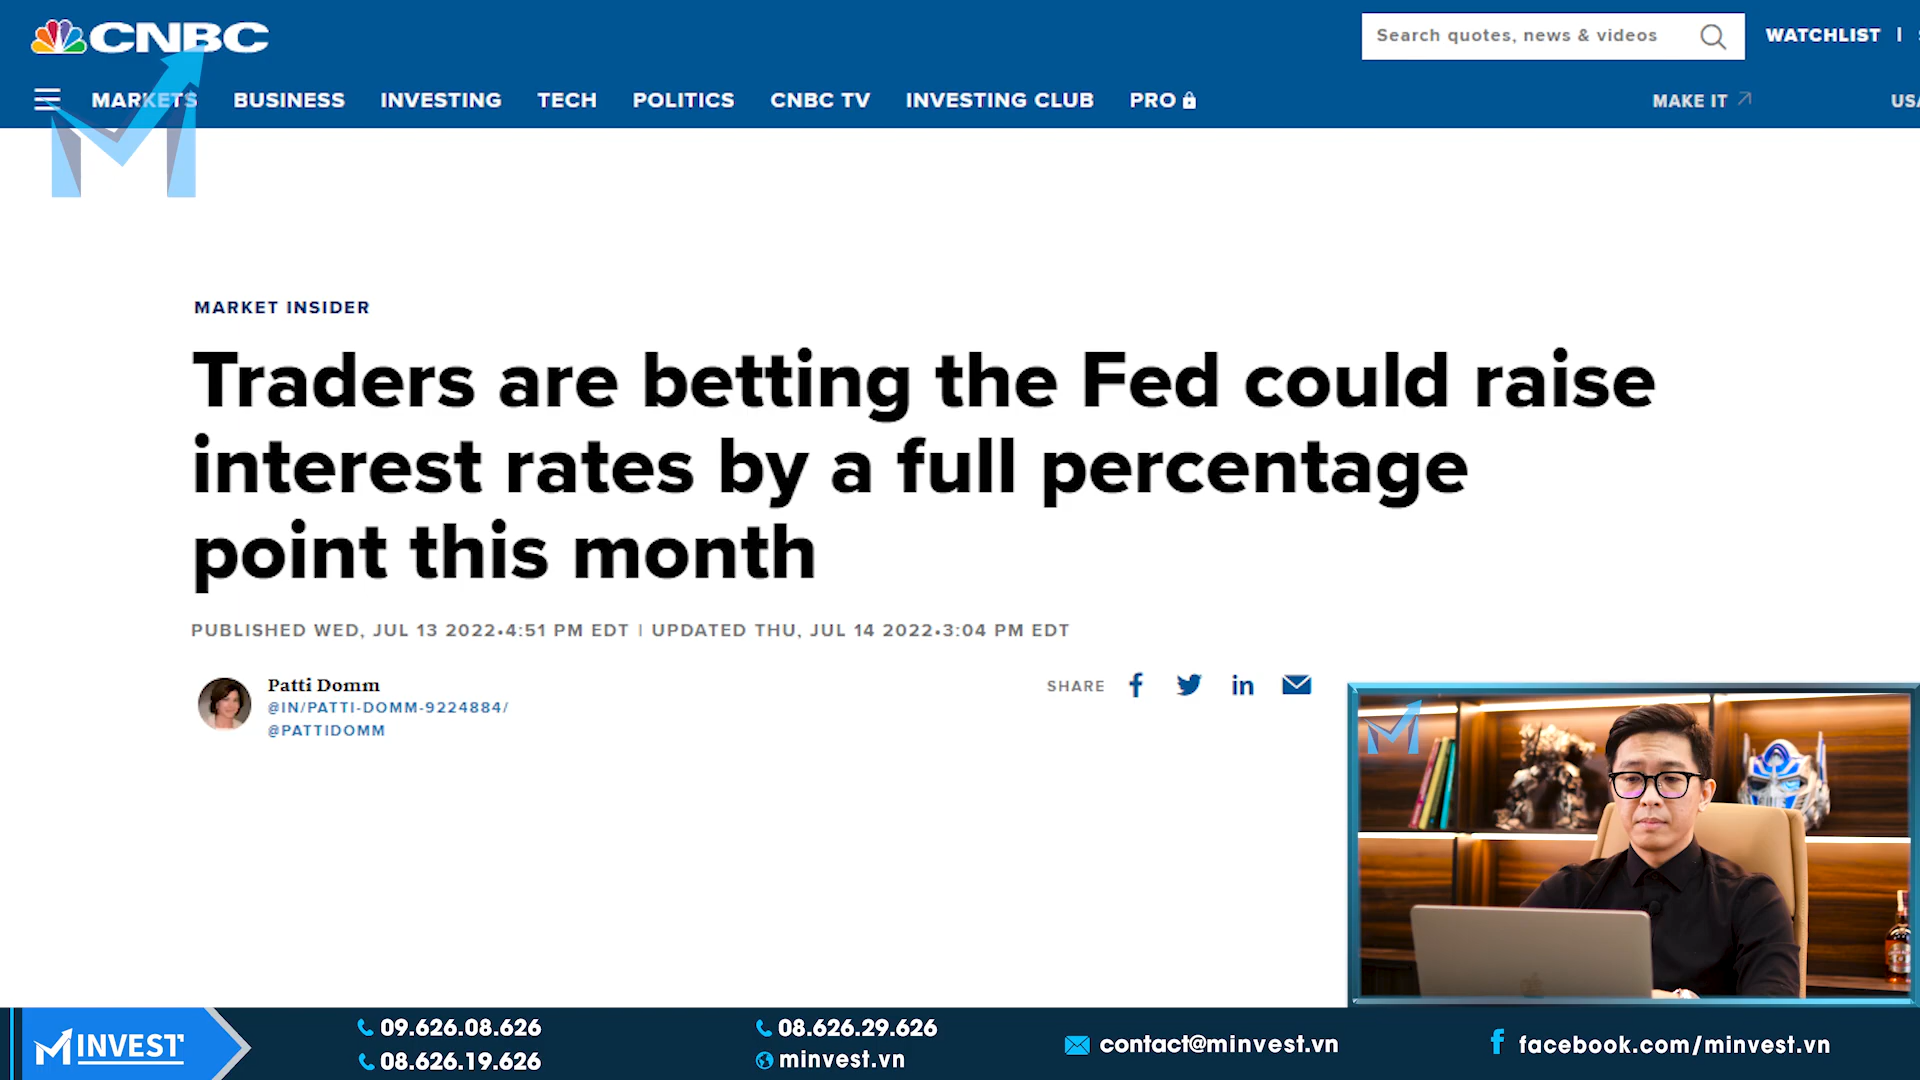 CNBC
Search quotes, news & videos
WATCHLIST
MARKETS BUSINESS INVESTING TECH POLITICS CNBC TV INVESTING CLUB PRO
MAKE IT
MARKET INSIDER
Traders are betting the Fed could raise
interest rates by a full percentage
point this month
PUBLISHED WED, JUL 13 2022•4:51 PM EDT | UPDATED THU, JUL 14 2022•3:04 PM EDT
Patti Domm
@IN/PATTI-DOMM-9224884/
@PATTIDOMM
SHARE
MINVEST
09.626.08.626
08.626.19.626
08.626.29.626
minvest.vn
contact@minvest.vn
facebook.com/minvest.vn